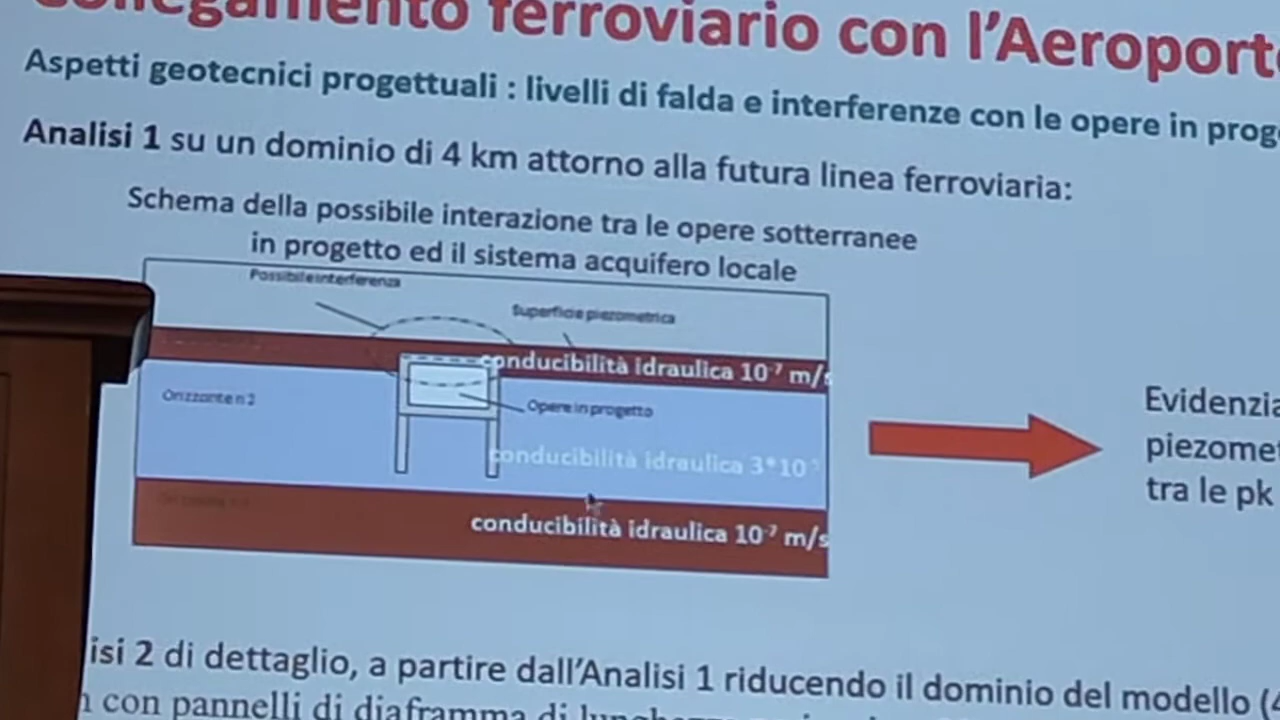 Collegamento ferroviario con l'Aeroporto
Aspetti geotecnici progettuali : livelli di falda e interferenze con le opere in prog
Analisi 1 su un dominio di 4 km attorno alla futura linea ferroviaria:
Schema della possibile interazione tra le opere sotterranee
in progetto ed il sistema acquifero locale
Possibile interferenza
Superficie piezometrica
conducibilità idraulica 10⁻⁷ m/s
Orizzonte n 2
Opere in progetto
conducibilità idraulica 3*10
conducibilità idraulica 10⁻⁷ m/s
Evidenzia
piezomet
tra le pk
isi 2 di dettaglio, a partire dall'Analisi 1 riducendo il dominio del modello (4
con pannelli di diaframma di